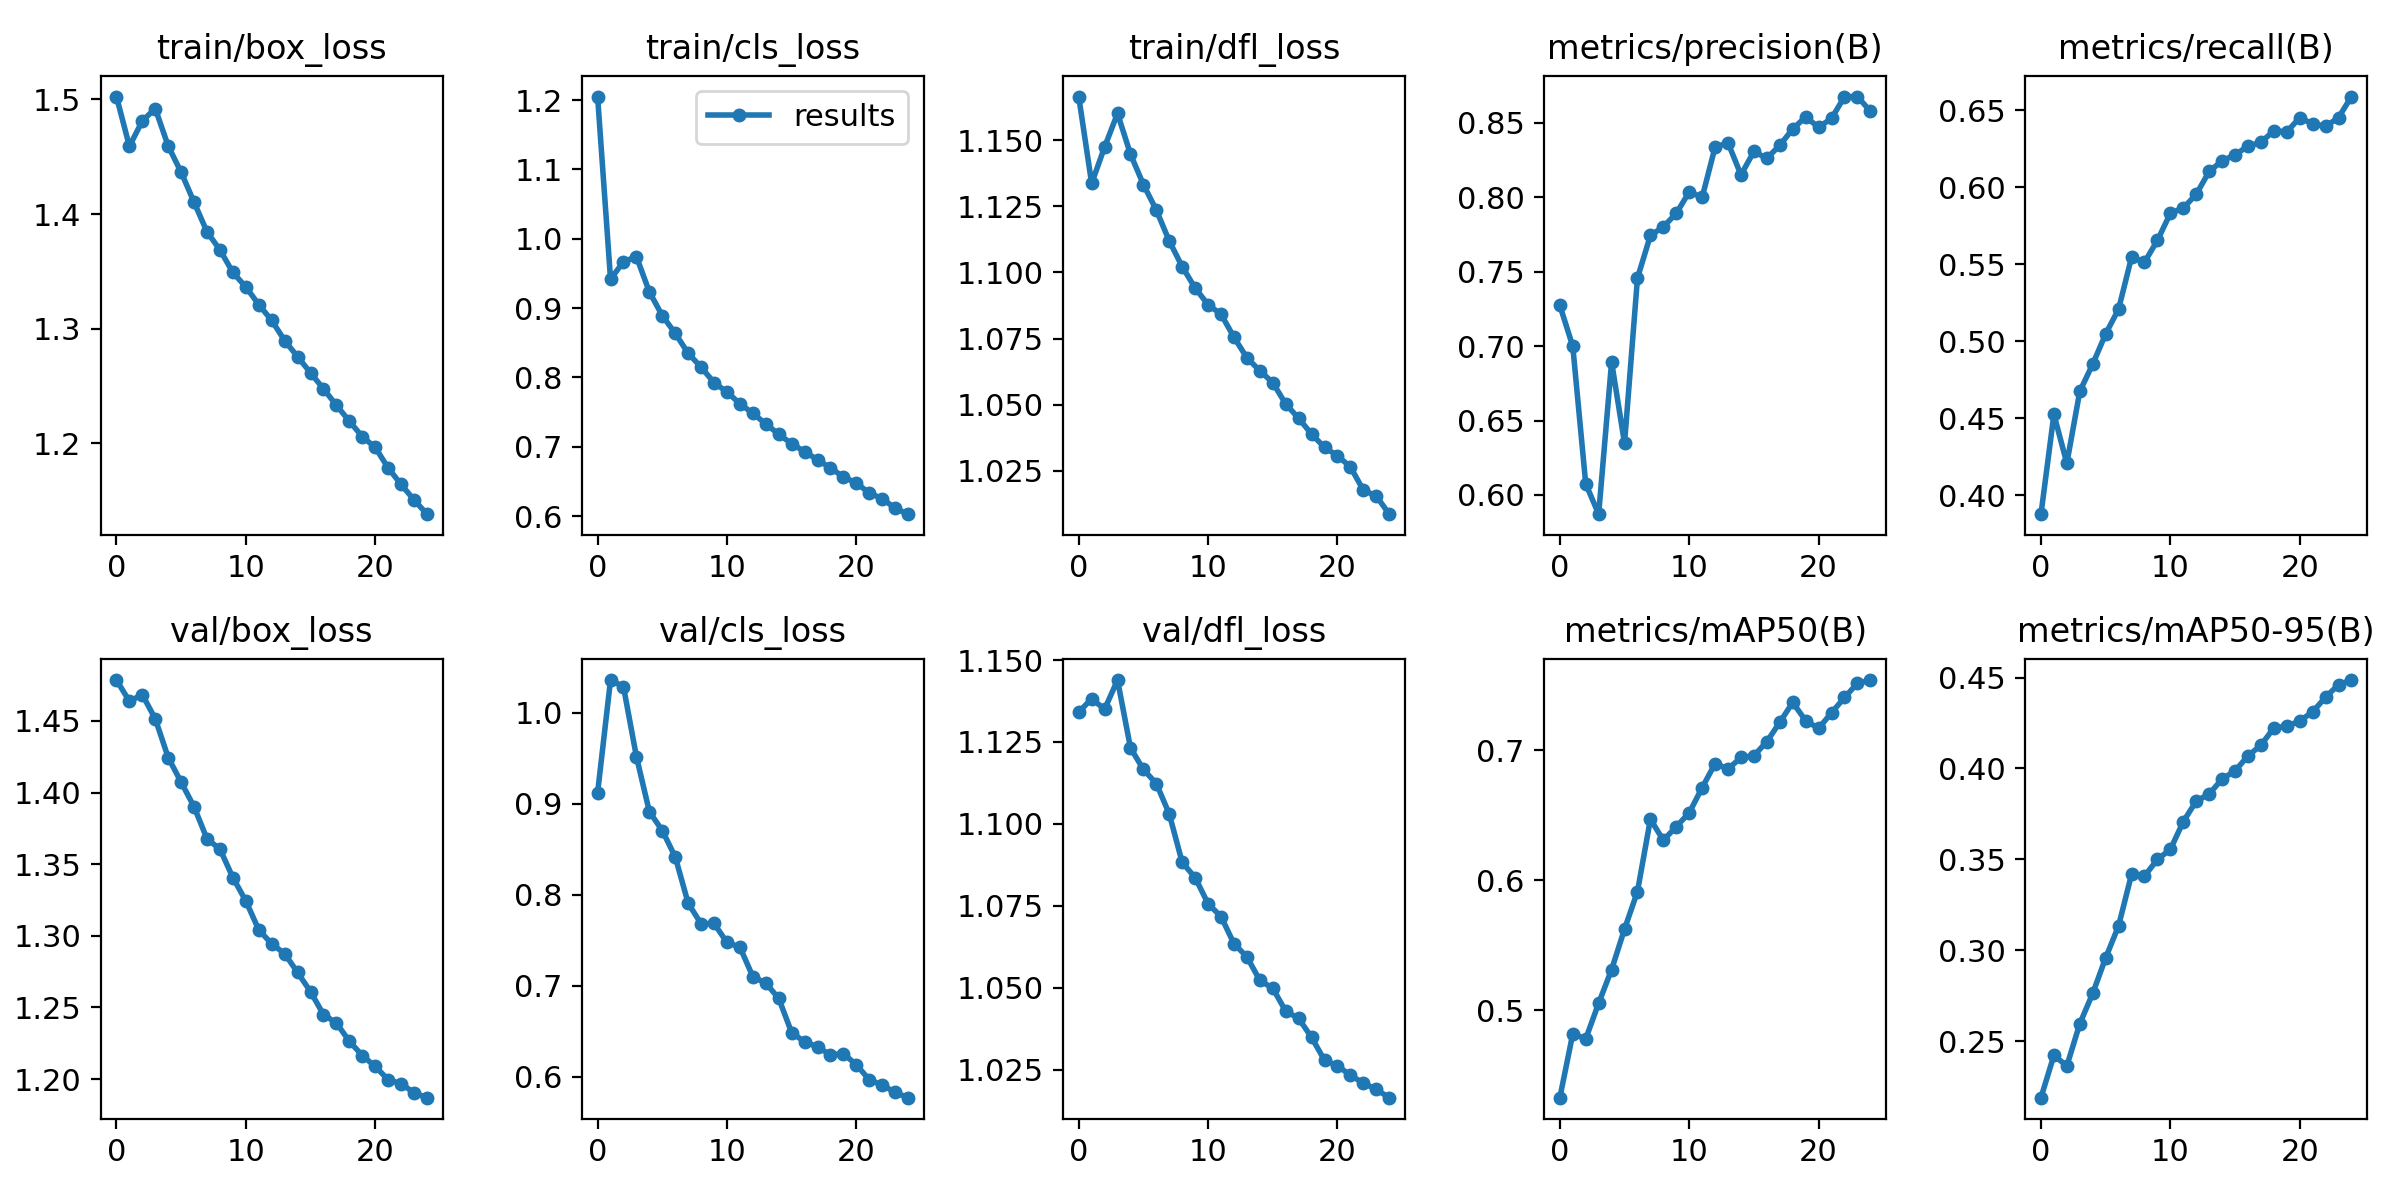 train/box_loss
1.5
1.4
1.3
1.2
0 10 20
train/cls_loss
results
1.2
1.1
1.0
0.9
0.8
0.7
0.6
0 10 20
train/dfl_loss
1.150
1.125
1.100
1.075
1.050
1.025
0 10 20
metrics/precision(B)
0.85
0.80
0.75
0.70
0.65
0.60
0 10 20
metrics/recall(B)
0.65
0.60
0.55
0.50
0.45
0.40
0 10 20
val/box_loss
1.45
1.40
1.35
1.30
1.25
1.20
0 10 20
val/cls_loss
1.0
0.9
0.8
0.7
0.6
0 10 20
val/dfl_loss
1.150
1.125
1.100
1.075
1.050
1.025
0 10 20
metrics/mAP50(B)
0.7
0.6
0.5
0 10 20
metrics/mAP50-95(B)
0.45
0.40
0.35
0.30
0.25
0 10 20